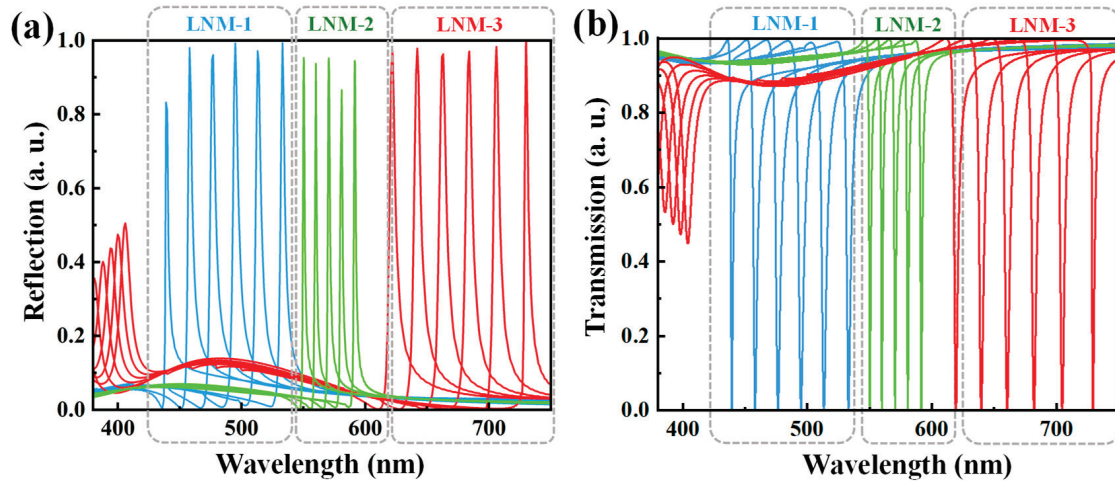 (a)
LNM-1
LNM-2
LNM-3
Reflection (a. u.)
1.0
0.8
0.6
0.4
0.2
0.0
400
500
600
700
Wavelength (nm)
(b)
LNM-1
LNM-2
LNM-3
Transmission (a. u.)
1.0
0.8
0.6
0.4
0.2
0.0
400
500
600
700
Wavelength (nm)